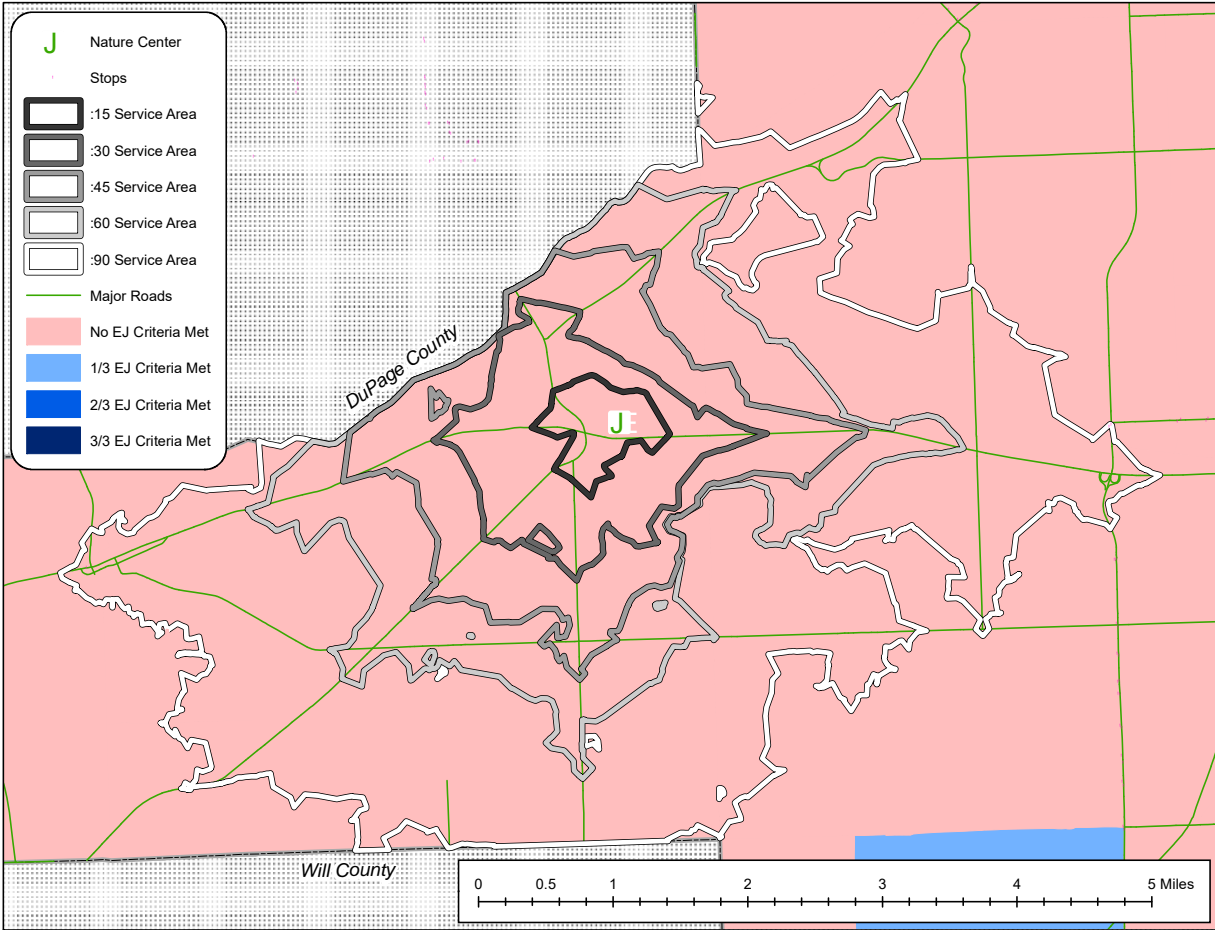 J Nature Center
Stops
:15 Service Area
:30 Service Area
:45 Service Area
:60 Service Area
:90 Service Area
Major Roads
No EJ Criteria Met
1/3 EJ Criteria Met
2/3 EJ Criteria Met
3/3 EJ Criteria Met
DuPage County
J
Will County
0 0.5 1 2 3 4 5 Miles